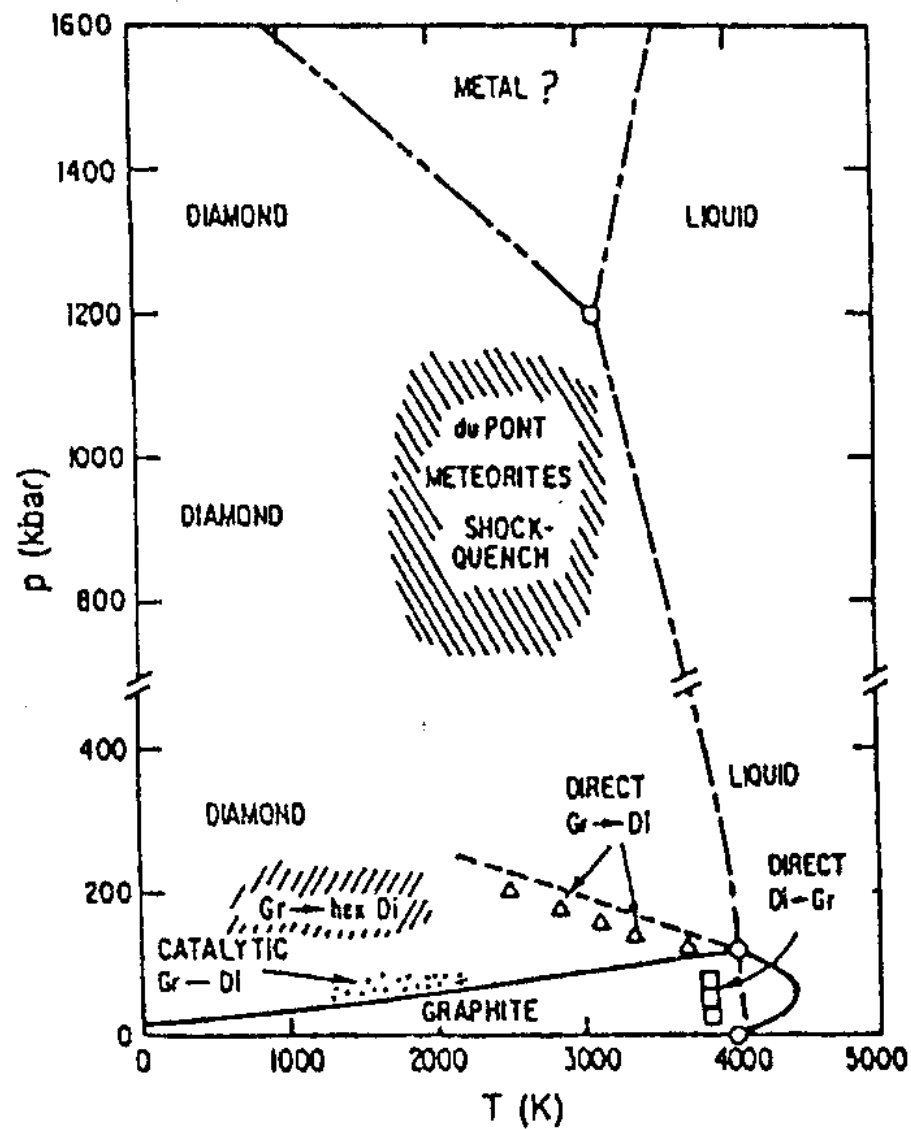 1600
METAL ?
1400
DIAMOND
LIQUID
1200
du PONT
1000
METEORITES
DIAMOND
SHOCK-
QUENCH
p (kbar)
800
400
LIQUID
DIRECT
Gr→Di
DIAMOND
DIRECT
Di→Gr
200
Gr→hex Di
CATALYTIC
Gr—Di
GRAPHITE
0
0 1000 2000 3000 4000 5000
T (K)